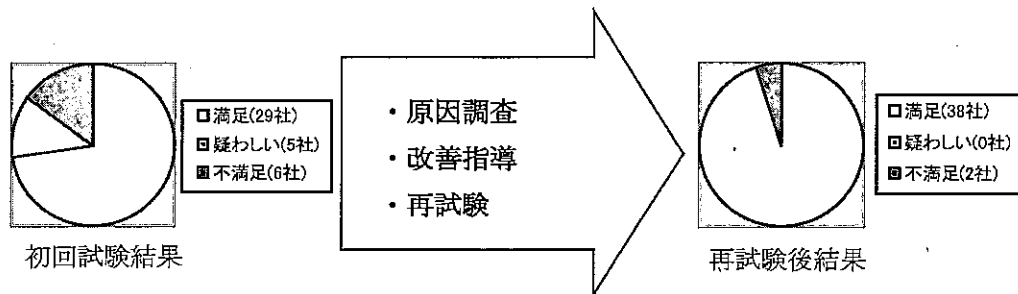 □満足(29社)
□疑わしい(5社)
■不満足(6社)
初回試験結果
・原因調査
・改善指導
・再試験
□満足(38社)
□疑わしい(0社)
■不満足(2社)
再試験後結果